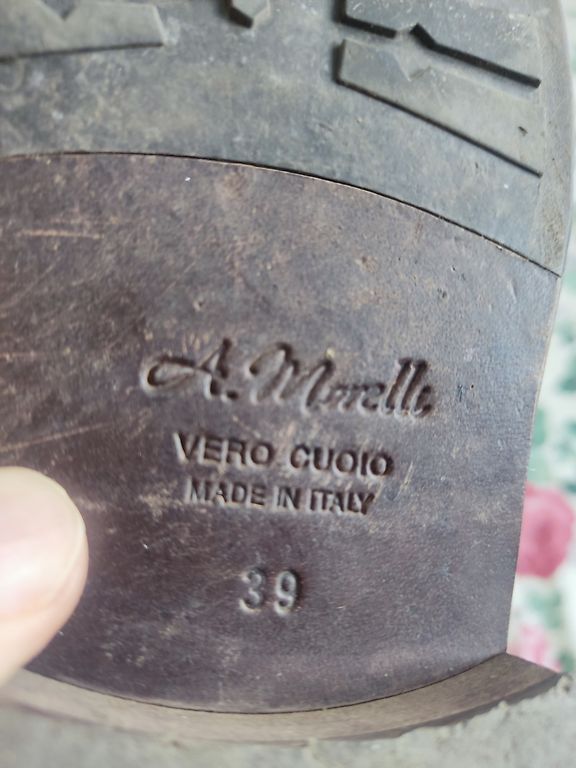 A. Morelli
VERO CUOIO
MADE IN ITALY
39